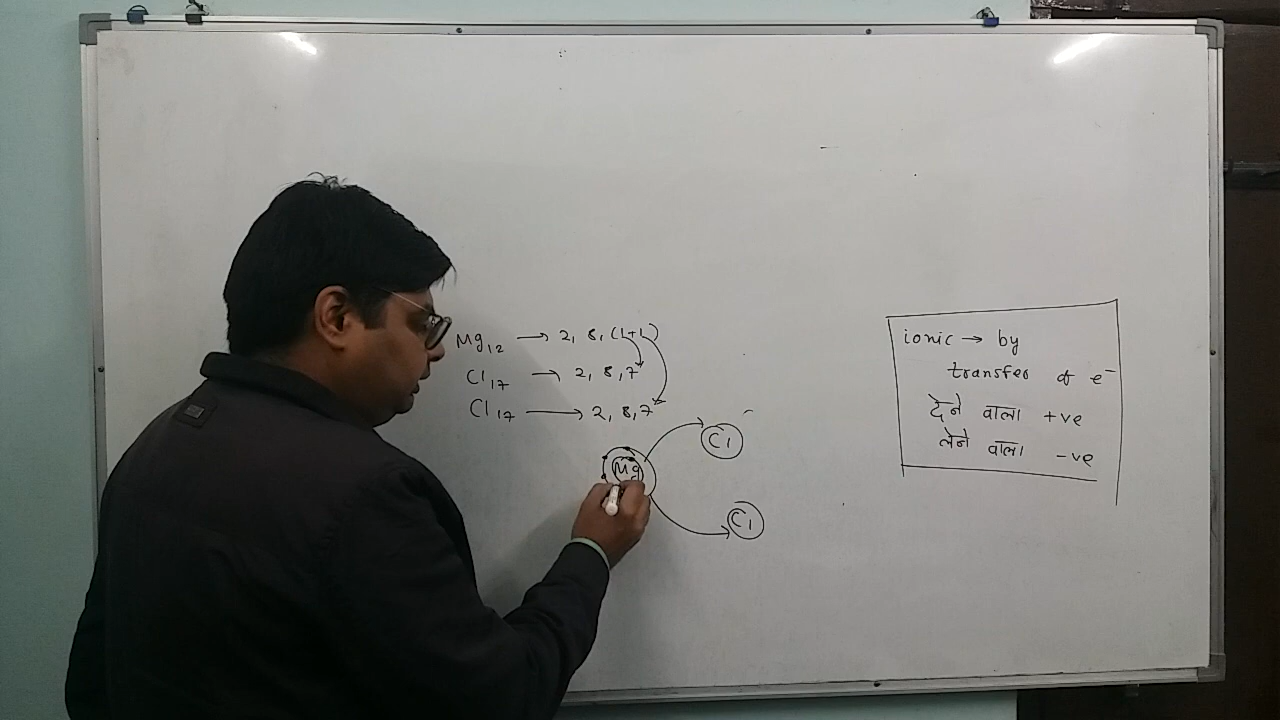 Mg12 → 2, 8, (1+1)
Cl17 → 2, 8, 7
Cl17 → 2, 8, 7
Mg
Cl
Cl
ionic → by
transfer of e⁻
देने वाला +ve
लेने वाला -ve